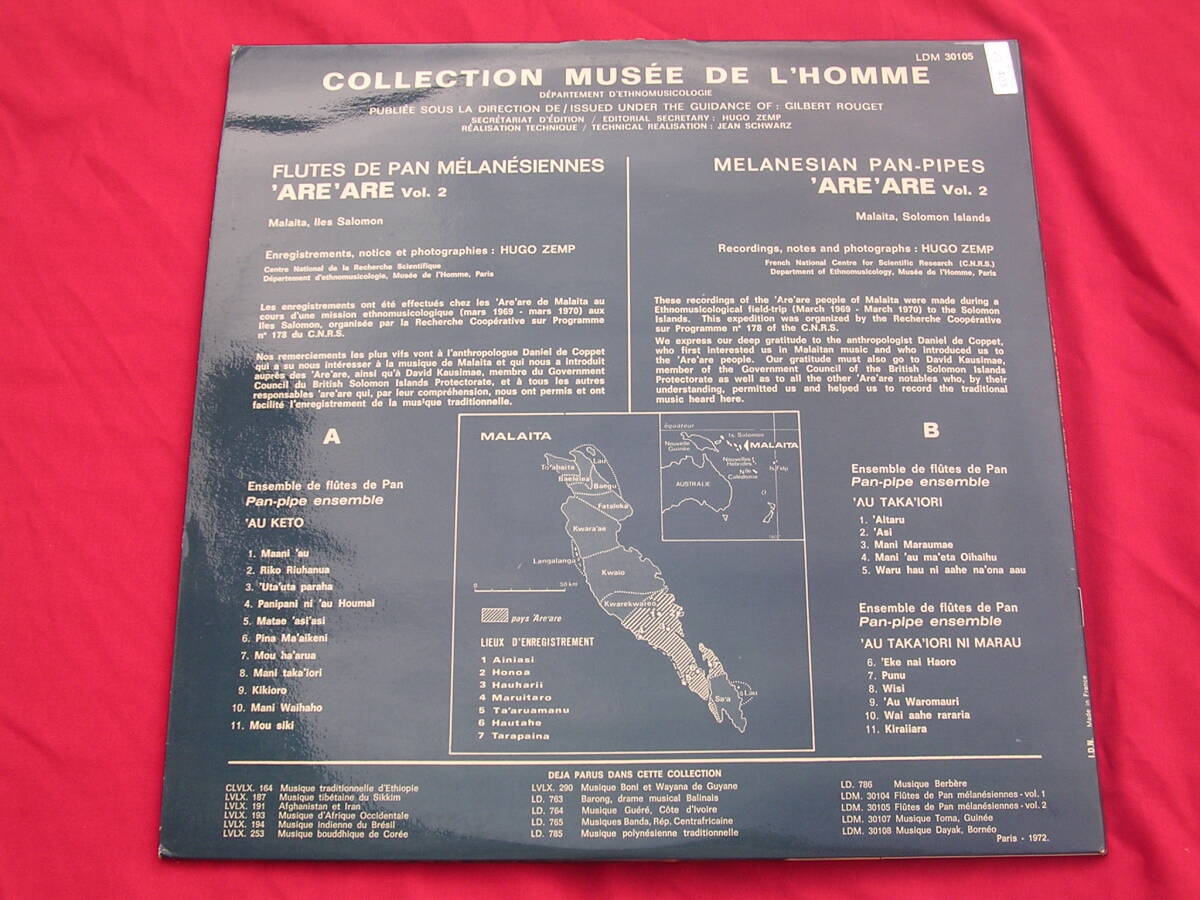 LDM 30105
COLLECTION MUSÉE DE L'HOMME
DÉPARTEMENT D'ETHNOMUSICOLOGIE
PUBLIÉE SOUS LA DIRECTION DE / ISSUED UNDER THE GUIDANCE OF : GILBERT ROUGET
SECRÉTARIAT D'ÉDITION / EDITORIAL SECRETARY : HUGO ZEMP
RÉALISATION TECHNIQUE / TECHNICAL REALISATION : JEAN SCHWARZ
FLUTES DE PAN MÉLANÉSIENNES
'ARE'ARE Vol. 2
Malaita, Iles Salomon
Enregistrements, notice et photographies : HUGO ZEMP
Centre National de la Recherche Scientifique
Département d'ethnomusicologie, Musée de l'Homme, Paris
Les enregistrements ont été effectués chez les 'Are'are de Malaita au
cours d'une mission ethnomusicologique (mars 1969 - mars 1970) aux
Iles Salomon, organisée par la Recherche Coopérative sur Programme
n° 178 du C.N.R.S.
Nos remerciements les plus vifs vont à l'anthropologue Daniel de Coppet
qui a su nous intéresser à la musique de Malaita et qui nous a introduit
auprès des 'Are'are, ainsi qu'à David Kausimae, membre du Government
Council du British Solomon Islands Protectorate, et à tous les autres
responsables 'are'are qui, par leur compréhension, nous ont permis et ont
facilité l'enregistrement de la musique traditionnelle.
MELANESIAN PAN-PIPES
'ARE'ARE Vol. 2
Malaita, Solomon Islands
Recordings, notes and photographs : HUGO ZEMP
French National Centre for Scientific Research (C.N.R.S.)
Department of Ethnomusicology, Musée de l'Homme, Paris
These recordings of the 'Are'are people of Malaita were made during a
Ethnomusicological field-trip (March 1969 - March 1970) to the Solomon
Islands. This expedition was organized by the Recherche Coopérative
sur Programme n° 178 of the C.N.R.S.
We express our deep gratitude to the anthropologist Daniel de Coppet,
who first interested us in Malaitan music and who introduced us to
the 'Are'are people. Our gratitude must also go to David Kausimae,
member of the Government Council of the British Solomon Islands
Protectorate as well as to all the other 'Are'are notables who, by their
understanding, permitted us and helped us to record the traditional
music heard here.
A
Ensemble de flûtes de Pan
Pan-pipe ensemble
'AU KETO
1. Maani 'au
2. Riko Riuhanua
3. 'Uta'uta paraha
4. Panipani ni 'au Houmai
5. Matae 'asi'asi
6. Pina Ma'aikeni
7. Mou ha'arua
8. Mani taka'iori
9. Kikioro
10. Mani Waihaho
11. Mou siki
MALAITA
Lau
To'abaita
Baelelea
Baegu
Fataleka
Kwara'ae
Langalanga
Kwaio
0 50 km
Kwarekwareo
pays 'Are'are
LIEUX D'ENREGISTREMENT
1 Ainiasi
2 Honoa
3 Hauharii
4 Maruitaro
5 Ta'aruamanu
6 Hautahe
7 Tarapaina
Sa'a
Lau
équateur
Is. Salomon
Nouvelle Guinée
MALAITA
Nouvelles Hébrides
Is. Fidji
Nlle Calédonie
AUSTRALIE
B
Ensemble de flûtes de Pan
Pan-pipe ensemble
'AU TAKA'IORI
1. 'Aitaru
2. 'Asi
3. Mani Maraumae
4. Mani 'au ma'eta Oihaihu
5. Waru hau ni aahe na'ona aau
Ensemble de flûtes de Pan
Pan-pipe ensemble
'AU TAKA'IORI NI MARAU
6. 'Eke nai Haoro
7. Punu
8. Wisi
9. 'Au Waromauri
10. Wai aahe rararia
11. Kiraiiara
I.D.N. Made in France
DEJA PARUS DANS CETTE COLLECTION
CLVLX. 164 Musique traditionnelle d'Ethiopie
LVLX. 187 Musique tibétaine du Sikkim
LVLX. 191 Afghanistan et Iran
LVLX. 193 Musique d'Afrique Occidentale
LVLX. 194 Musique indienne du Brésil
LVLX. 253 Musique bouddhique de Corée
LVLX. 290 Musique Boni et Wayana de Guyane
LD. 763 Barong, drame musical Balinais
LD. 764 Musique Guéré, Côte d'Ivoire
LD. 765 Musiques Banda, Rép. Centrafricaine
LD. 785 Musique polynésienne traditionnelle
LD. 786 Musique Berbère
LDM. 30104 Flûtes de Pan mélanésiennes - vol. 1
LDM. 30105 Flûtes de Pan mélanésiennes - vol. 2
LDM. 30107 Musique Toma, Guinée
LDM. 30108 Musique Dayak, Bornéo
Paris - 1972.